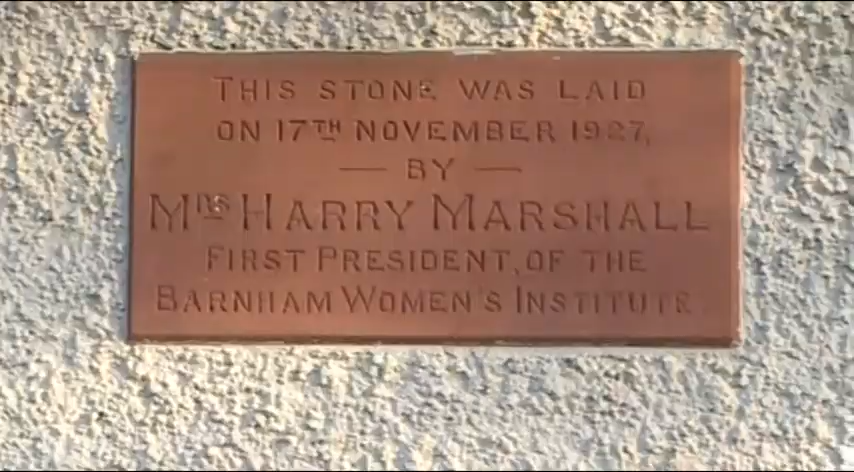 THIS STONE WAS LAID
ON 17TH NOVEMBER 1927,
— BY —
MRS HARRY MARSHALL
FIRST PRESIDENT, OF THE
BARNHAM WOMEN'S INSTITUTE